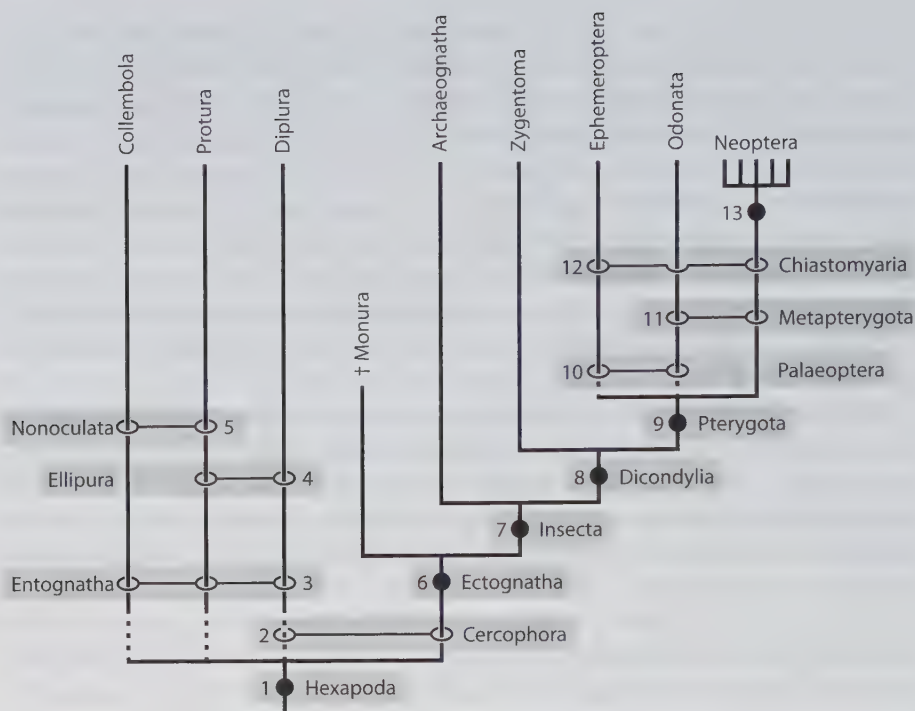 Collembola
Protura
Diplura
† Monura
Archaeognatha
Zygentoma
Ephemeroptera
Odonata
Neoptera
13
12 Chiastomyaria
11 Metapterygota
10 Palaeoptera
9 Pterygota
Nonoculata 5
Ellipura 4
8 Dicondylia
7 Insecta
Entognatha 3
6 Ectognatha
2 Cercophora
1 Hexapoda